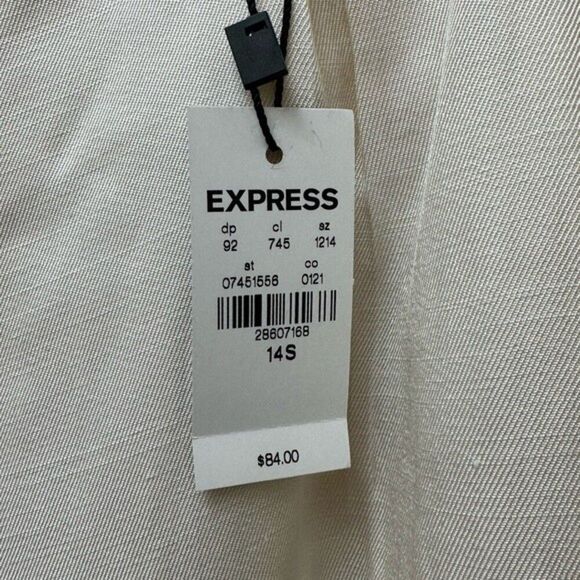 EXPRESS
dp cl sz
92 745 1214
st co
07451556 0121
28607168
14S
$84.00